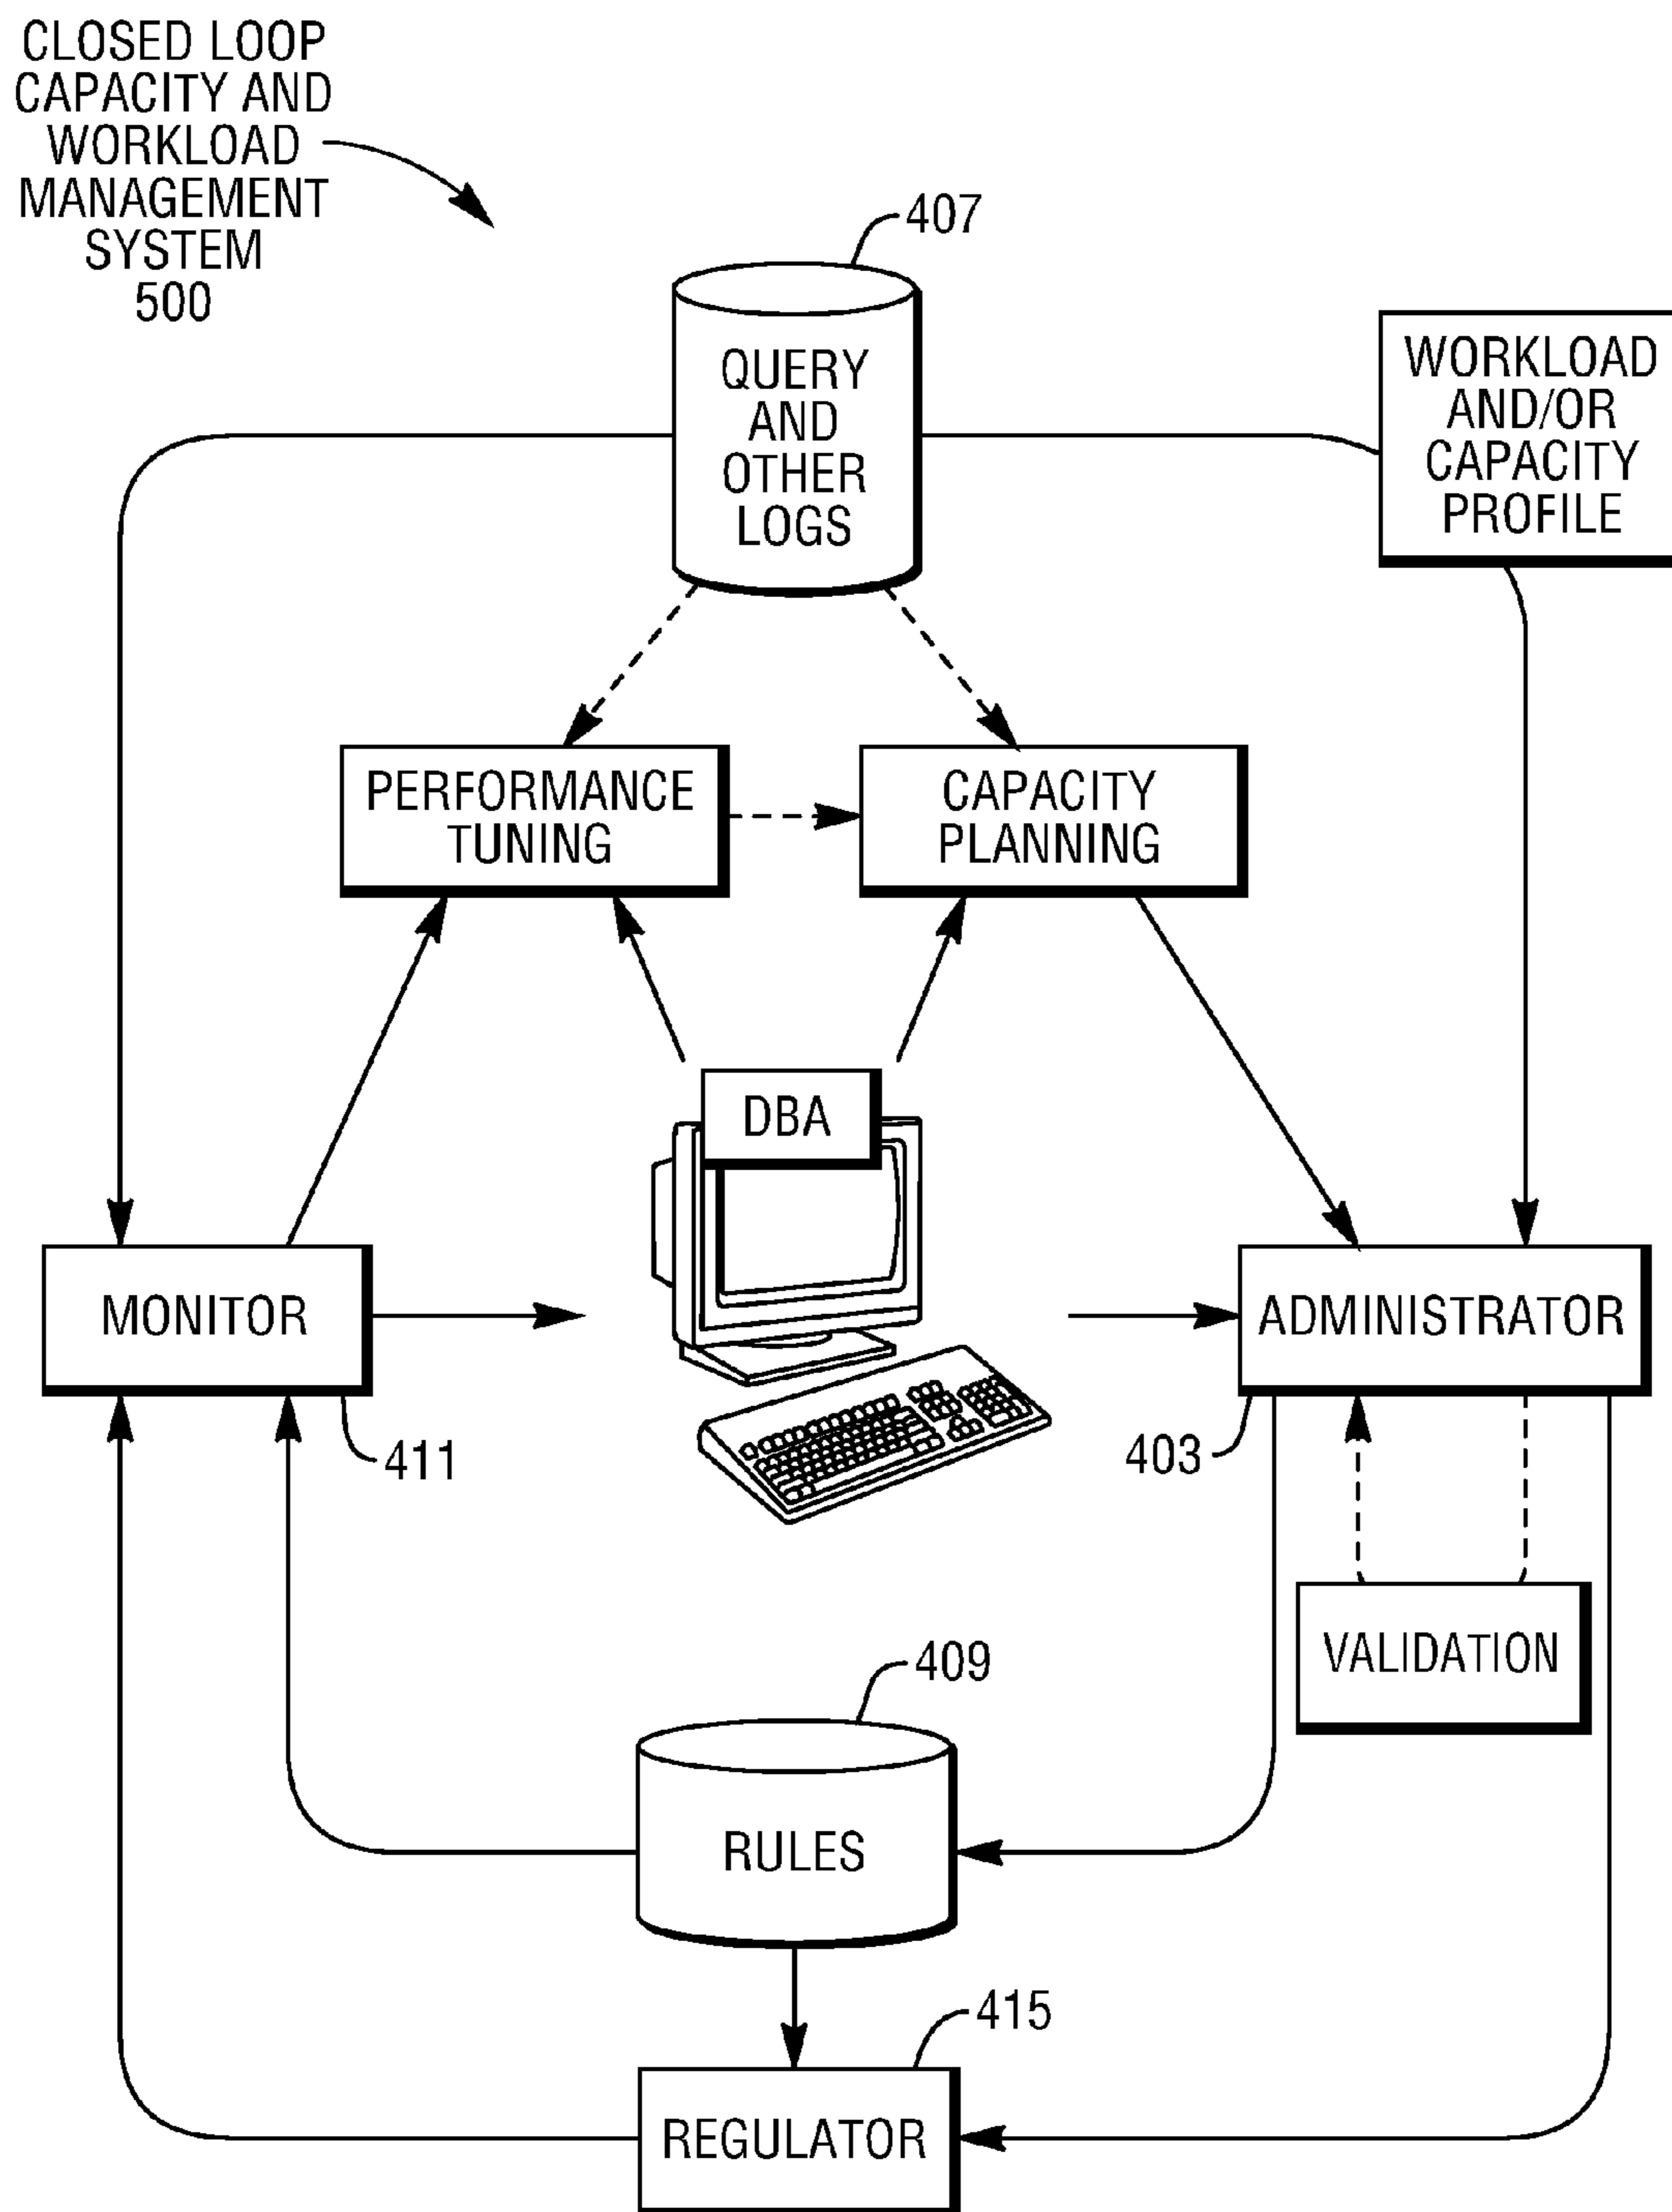 CLOSED LOOP
CAPACITY AND
WORKLOAD
MANAGEMENT
SYSTEM
500
407
QUERY
AND
OTHER
LOGS
WORKLOAD
AND/OR
CAPACITY
PROFILE
PERFORMANCE
TUNING
CAPACITY
PLANNING
DBA
MONITOR
ADMINISTRATOR
411
403
VALIDATION
409
RULES
415
REGULATOR